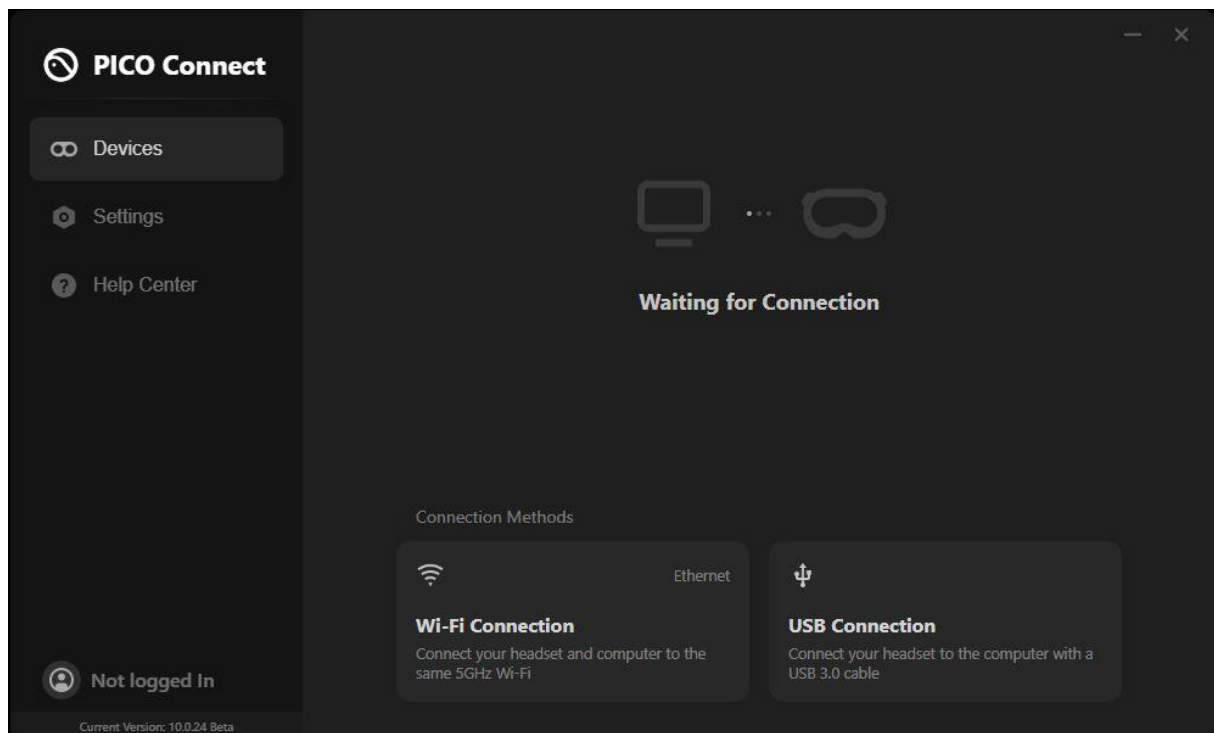 PICO Connect
Devices
Settings
Help Center
Waiting for Connection
Connection Methods
Ethernet
Wi-Fi Connection
Connect your headset and computer to the
same 5GHz Wi-Fi
USB Connection
Connect your headset to the computer with a
USB 3.0 cable
Not logged In
Current Version: 10.0.24 Beta